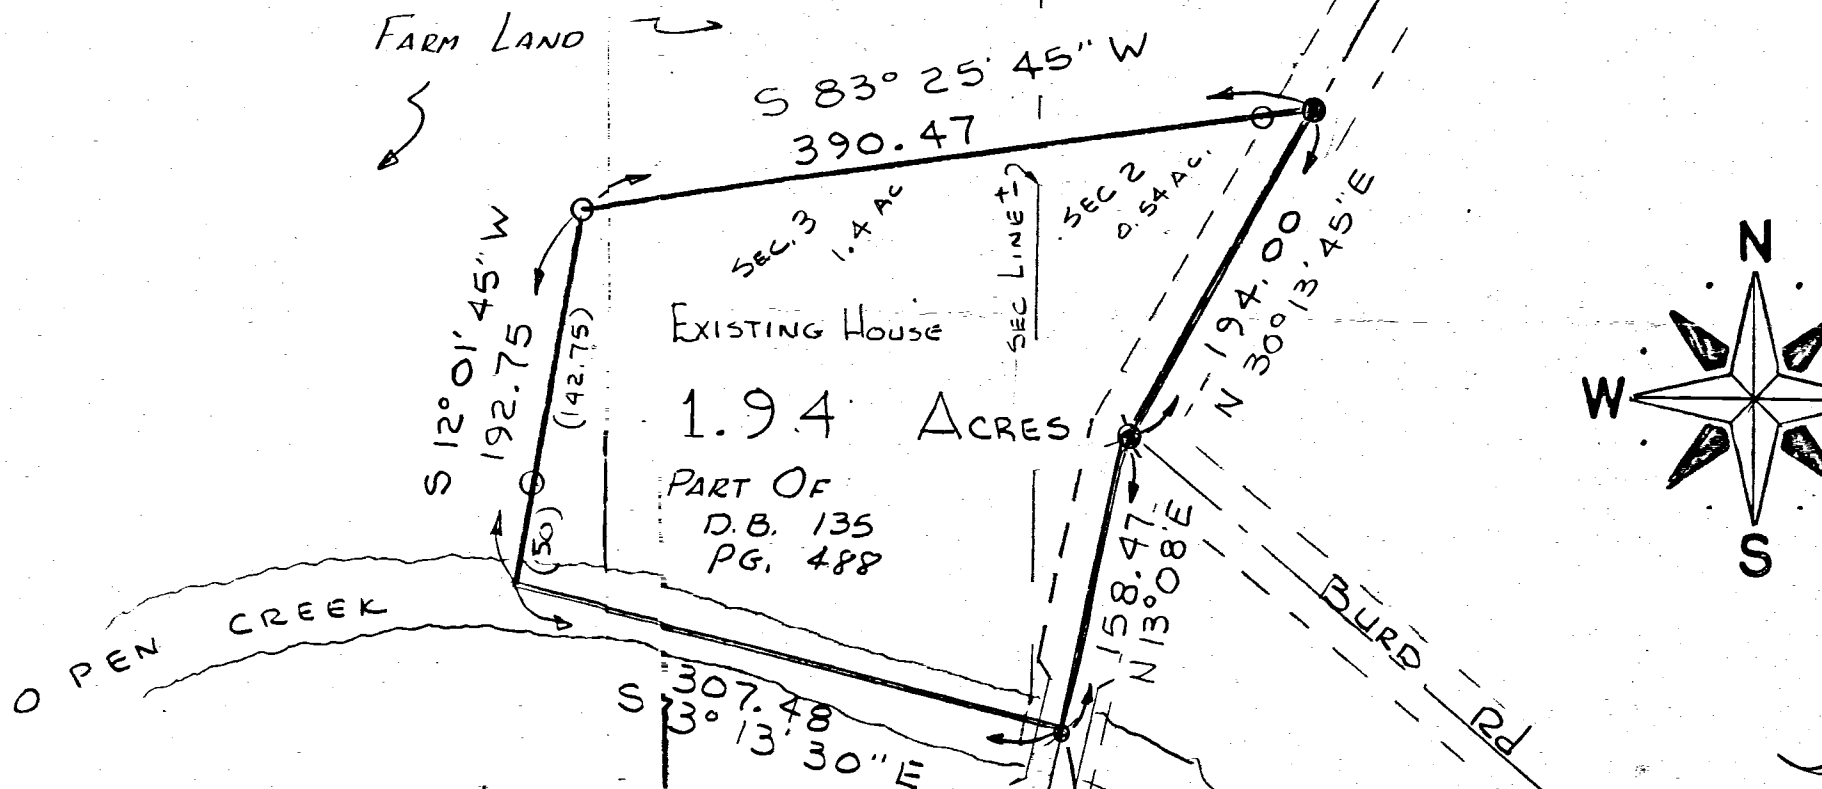 FARM LAND
S 83° 25' 45" W
390.47
SEC. 3
1.4 AC
SEC LINE ±
SEC 2
0.54 AC.
S 12° 01' 45" W
192.75
(142.75)
(50)
EXISTING HOUSE
1.94 ACRES
PART OF
D.B. 135
PG. 488
194.00
N 30° 13' 45" E
158.47
N 13° 08' E
BURD Rd
OPEN CREEK
307.48
S 3° 13' 30" E
N
W
S